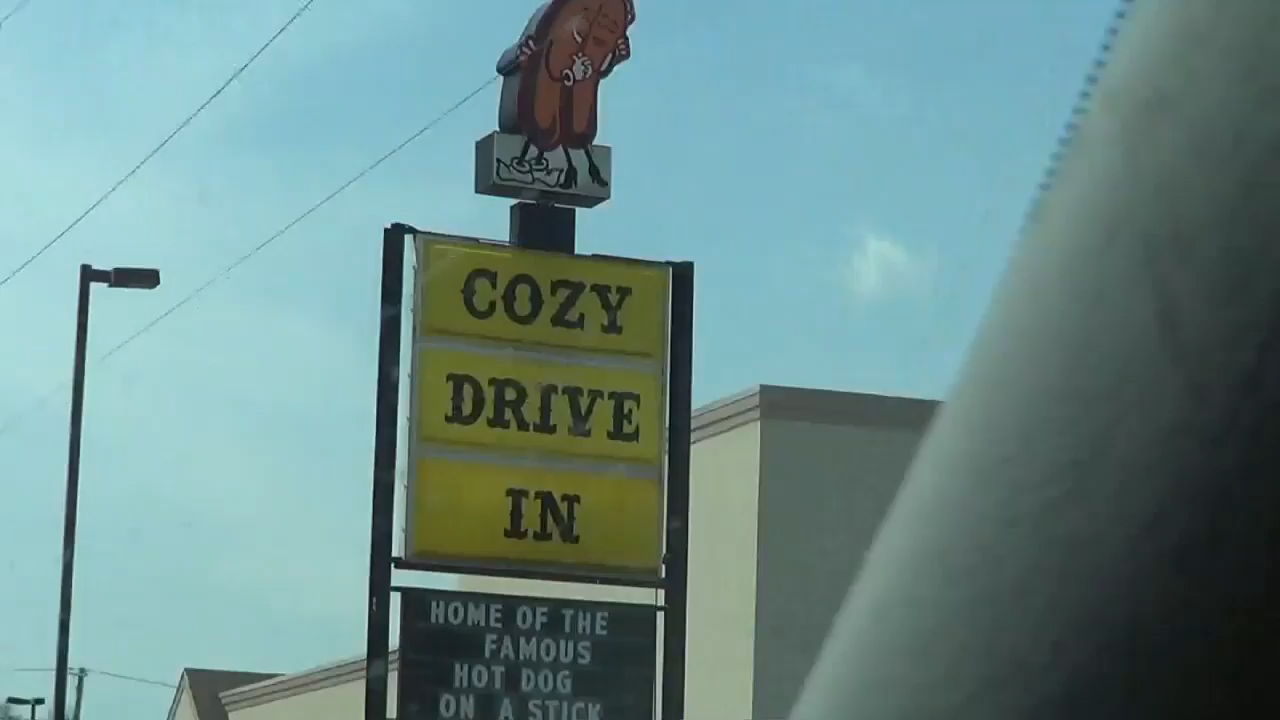 COZY
DRIVE
IN
HOME OF THE
FAMOUS
HOT DOG
ON A STICK